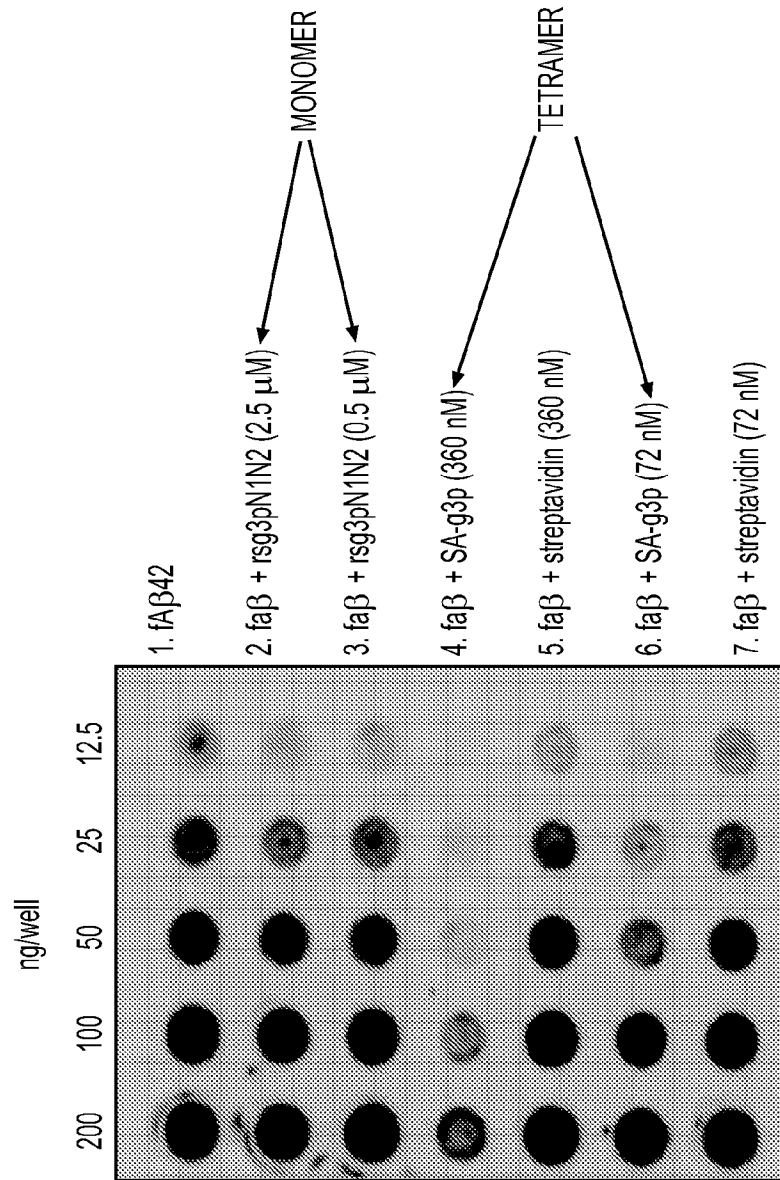 ng/well
200 100 50 25 12.5
1. fAβ42
2. faβ + rsg3pN1N2 (2.5 μM)
3. faβ + rsg3pN1N2 (0.5 μM)
4. faβ + SA-g3p (360 nM)
5. faβ + streptavidin (360 nM)
6. faβ + SA-g3p (72 nM)
7. faβ + streptavidin (72 nM)
MONOMER
TETRAMER